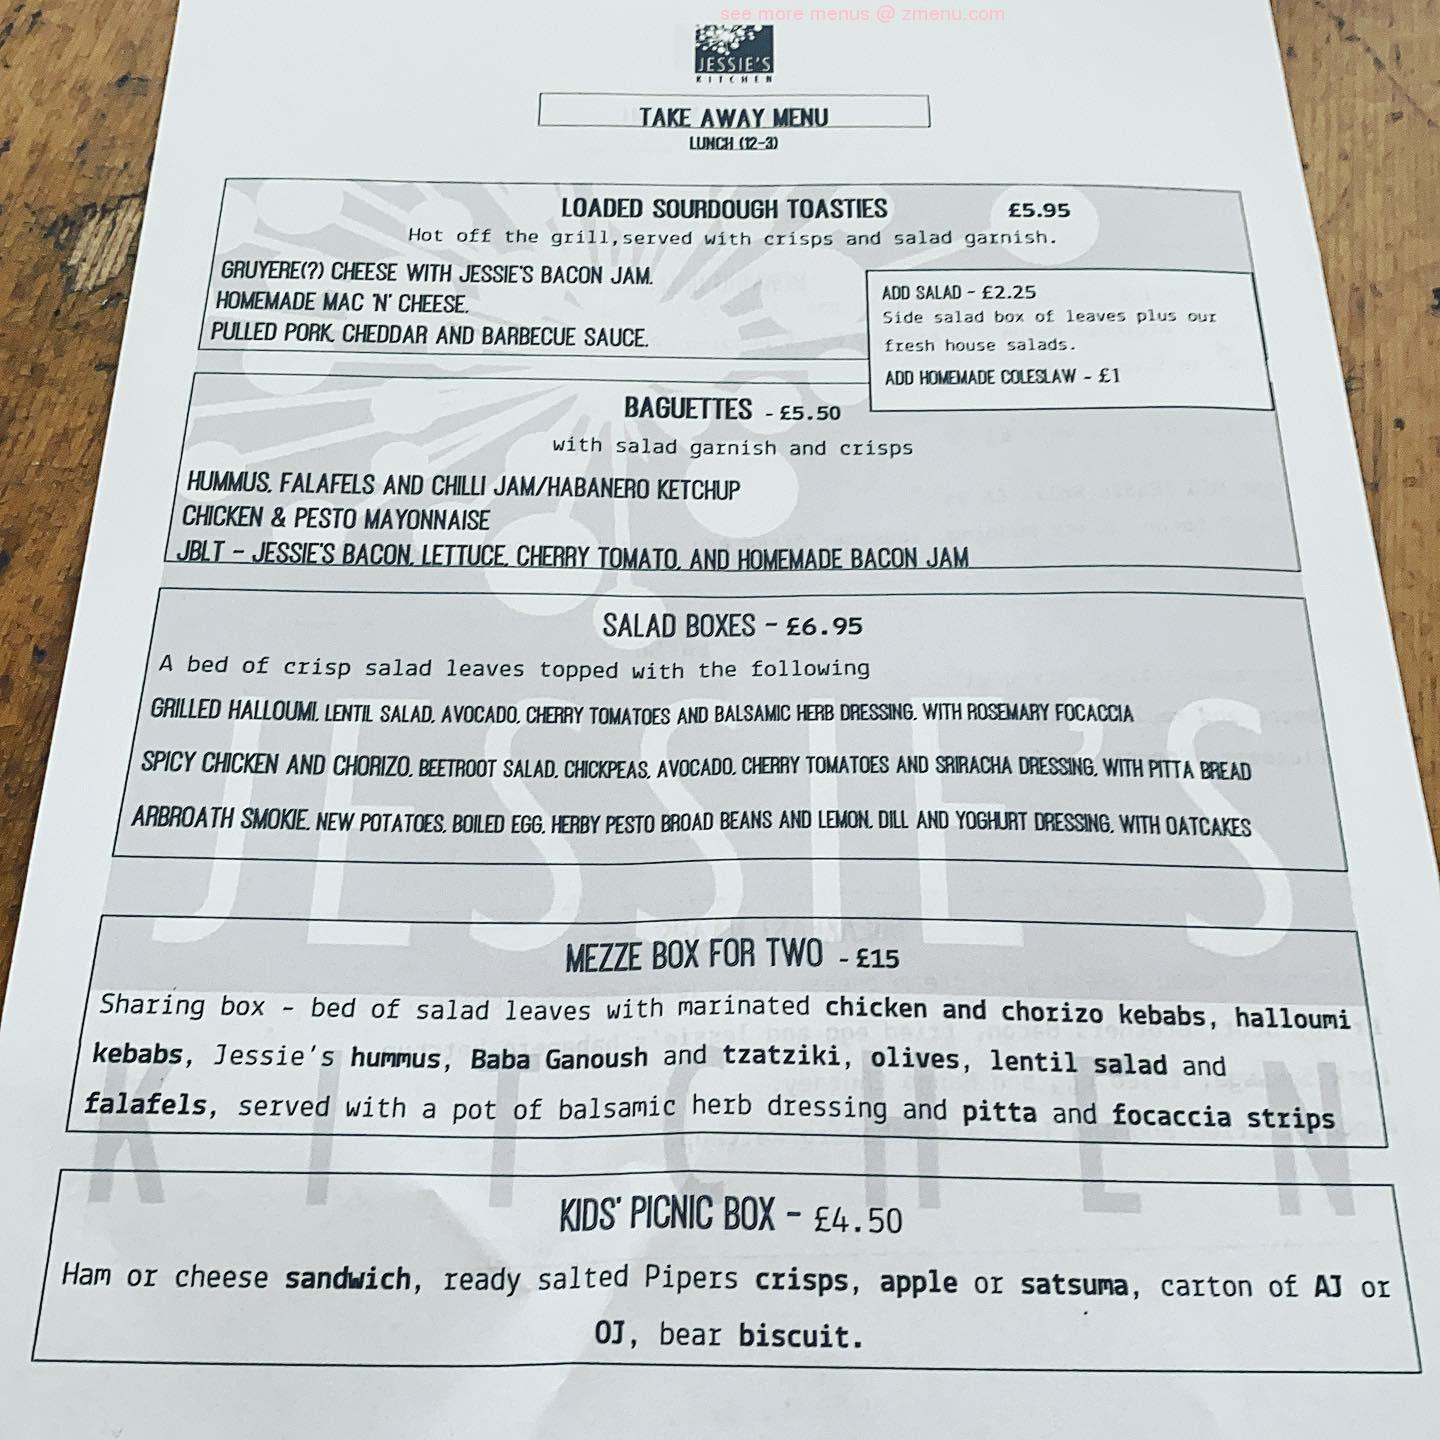 see more menus @ zmenu.com
JESSIE'S
KITCHEN
TAKE AWAY MENU
LUNCH (12-3)
LOADED SOURDOUGH TOASTIES £5.95
Hot off the grill,served with crisps and salad garnish.
GRUYERE(?) CHEESE WITH JESSIE'S BACON JAM.
HOMEMADE MAC 'N' CHEESE.
PULLED PORK, CHEDDAR AND BARBECUE SAUCE.
ADD SALAD - £2.25
Side salad box of leaves plus our
fresh house salads.
ADD HOMEMADE COLESLAW - £1
BAGUETTES - £5.50
with salad garnish and crisps
HUMMUS, FALAFELS AND CHILLI JAM/HABANERO KETCHUP
CHICKEN & PESTO MAYONNAISE
JBLT - JESSIE'S BACON, LETTUCE, CHERRY TOMATO, AND HOMEMADE BACON JAM
SALAD BOXES - £6.95
A bed of crisp salad leaves topped with the following
GRILLED HALLOUMI, LENTIL SALAD, AVOCADO, CHERRY TOMATOES AND BALSAMIC HERB DRESSING, WITH ROSEMARY FOCACCIA
SPICY CHICKEN AND CHORIZO, BEETROOT SALAD, CHICKPEAS, AVOCADO, CHERRY TOMATOES AND SRIRACHA DRESSING, WITH PITTA BREAD
ARBROATH SMOKIE, NEW POTATOES, BOILED EGG, HERBY PESTO BROAD BEANS AND LEMON, DILL AND YOGHURT DRESSING, WITH OATCAKES
JESSIE'S
MEZZE BOX FOR TWO - £15
Sharing box - bed of salad leaves with marinated chicken and chorizo kebabs, halloumi
kebabs, Jessie's hummus, Baba Ganoush and tzatziki, olives, lentil salad and
falafels, served with a pot of balsamic herb dressing and pitta and focaccia strips
KITCHEN
KIDS' PICNIC BOX - £4.50
Ham or cheese sandwich, ready salted Pipers crisps, apple or satsuma, carton of AJ or
OJ, bear biscuit.